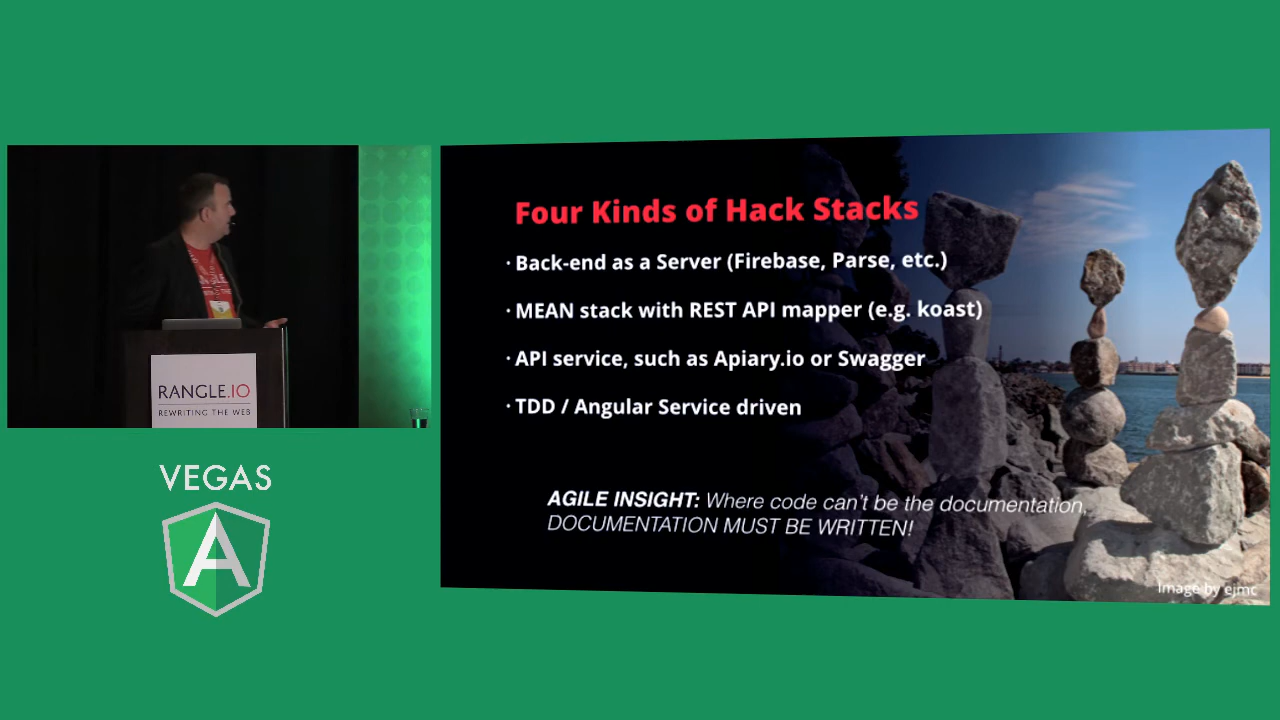 RANGLE.IO
REWRITING THE WEB
VEGAS
A
Four Kinds of Hack Stacks
· Back-end as a Server (Firebase, Parse, etc.)
· MEAN stack with REST API mapper (e.g. koast)
· API service, such as Apiary.io or Swagger
· TDD / Angular Service driven
AGILE INSIGHT: Where code can't be the documentation,
DOCUMENTATION MUST BE WRITTEN!
Image by ejmc